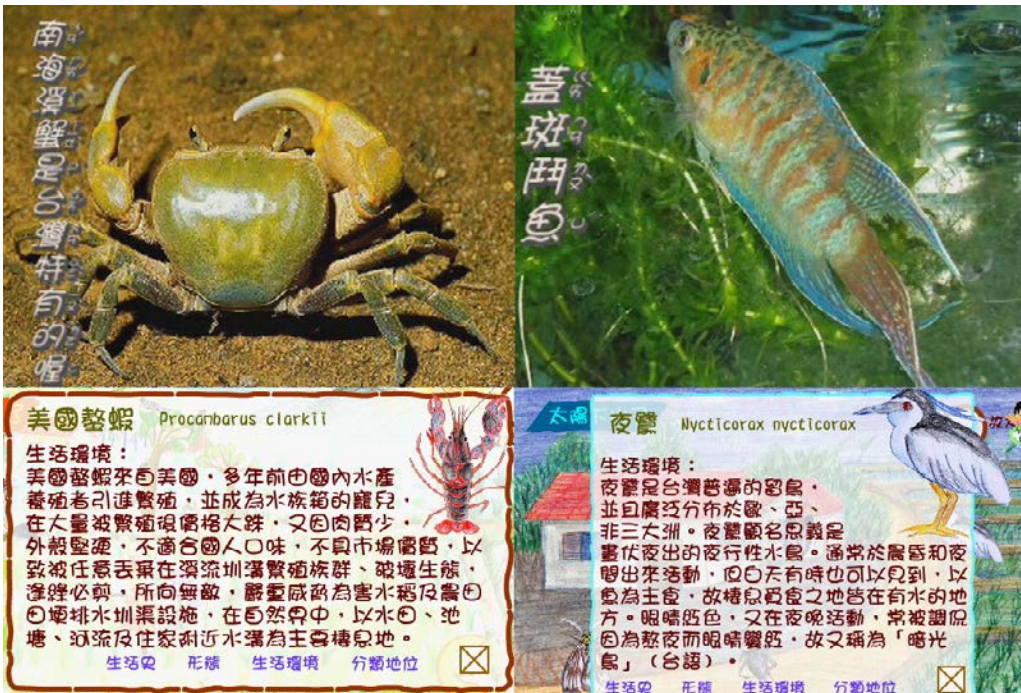 南海溪蟹是台灣特有的喔
蓋斑鬥魚
美國螯蝦 Procambarus clarkii
生活環境：
美國螯蝦來自美國，多年前由國內水產
養殖者引進繁殖，並成為水族箱的寵兒，
在大量被繁殖後價格大跌，又因肉質少，
外殼堅硬，不適合國人口味，不具市場價質，以
致被任意丟棄在溪流圳溝繁殖族群、破壞生態，
逢綠必剪，所向無敵，嚴重威脅為害水稻及農田
田埂排水圳渠設施，在自然界中，以水田、池
塘、河流及住家附近水溝為主要棲息地。
生活史 形態 生活環境 分類地位
太陽
夜鷺 Nycticorax nycticorax
生活環境：
夜鷺是台灣普遍的留鳥，
並且廣泛分布於歐、亞、
非三大洲。夜鷺顧名思義是
晝伏夜出的夜行性水鳥。通常於晨昏和夜
間出來活動，但白天有時也可以見到，以
魚為主食，故棲息覓食之地皆在有水的地
方。眼睛紅色，又在夜晚活動，常被調侃
因為熬夜而眼睛變紅，故又稱為「暗光
鳥」（台語）。
生活史 形態 生活環境 分類地位